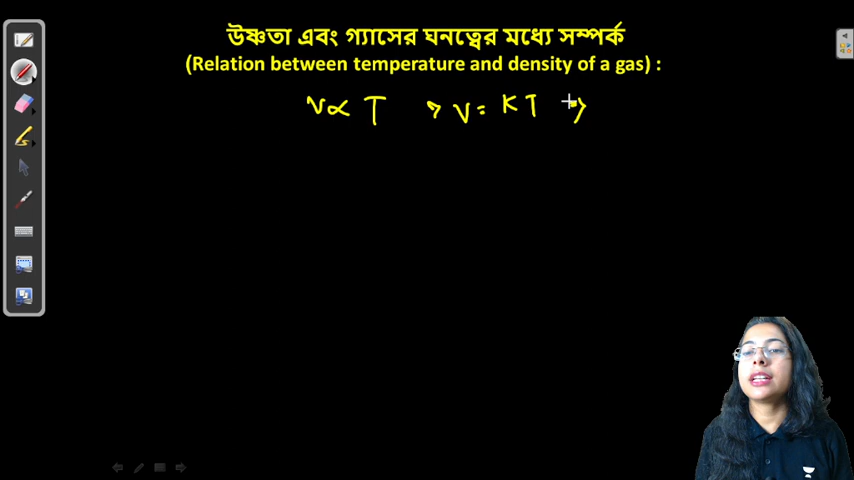 উষ্ণতা এবং গ্যাসের ঘনত্বের মধ্যে সম্পর্ক
(Relation between temperature and density of a gas) :
V ∝ T ⇒ V = KT ⇒